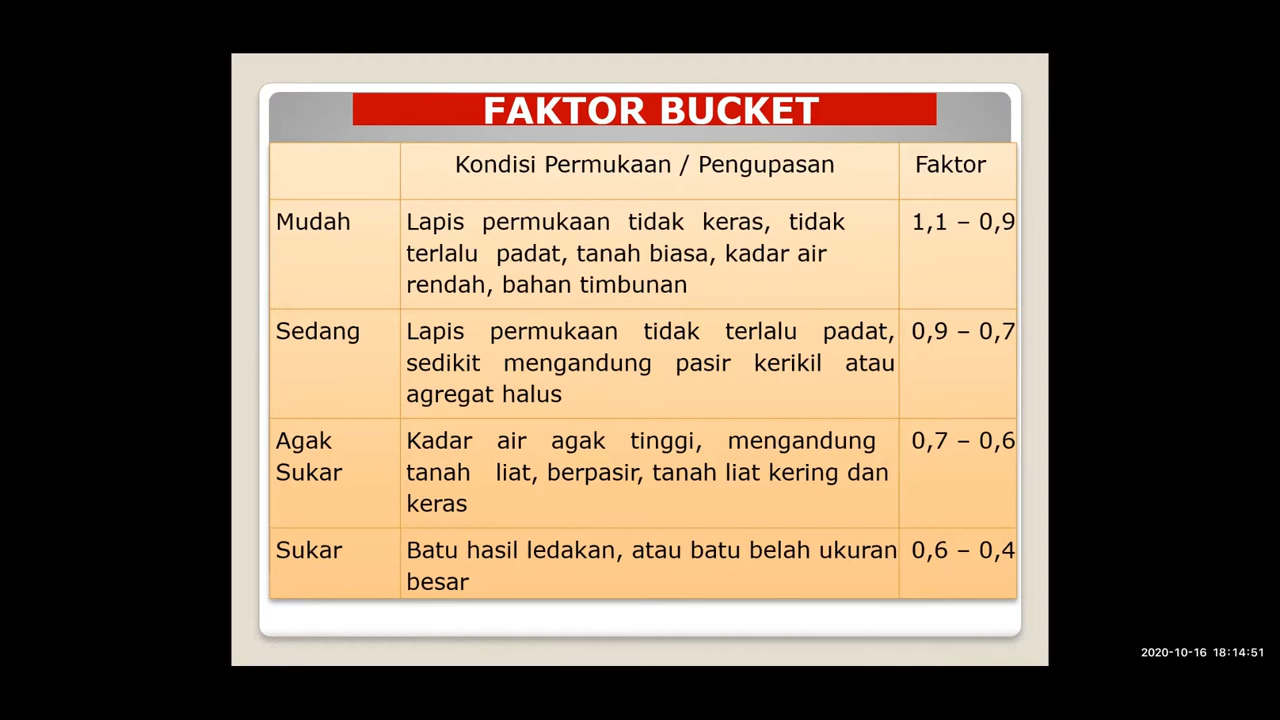 FAKTOR BUCKET
Kondisi Permukaan / Pengupasan Faktor
Mudah Lapis permukaan tidak keras, tidak 1,1 – 0,9
terlalu padat, tanah biasa, kadar air
rendah, bahan timbunan
Sedang Lapis permukaan tidak terlalu padat, 0,9 – 0,7
sedikit mengandung pasir kerikil atau
agregat halus
Agak Kadar air agak tinggi, mengandung 0,7 – 0,6
Sukar tanah liat, berpasir, tanah liat kering dan
keras
Sukar Batu hasil ledakan, atau batu belah ukuran 0,6 – 0,4
besar
2020-10-16 18:14:51